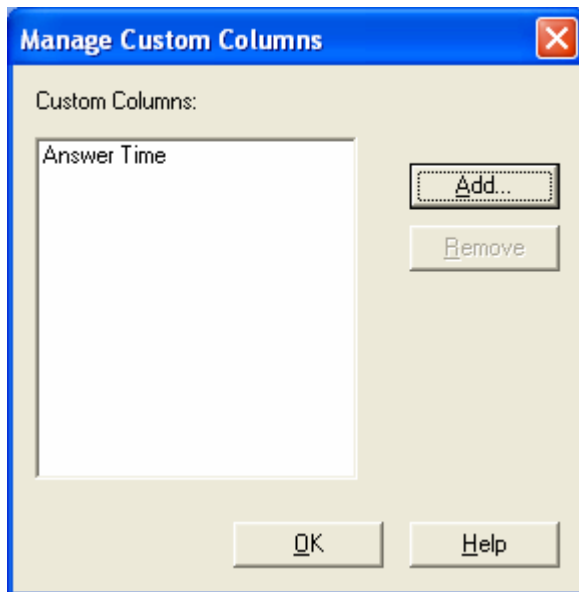 Manage Custom Columns
Custom Columns:
Answer Time
Add...
Remove
OK
Help